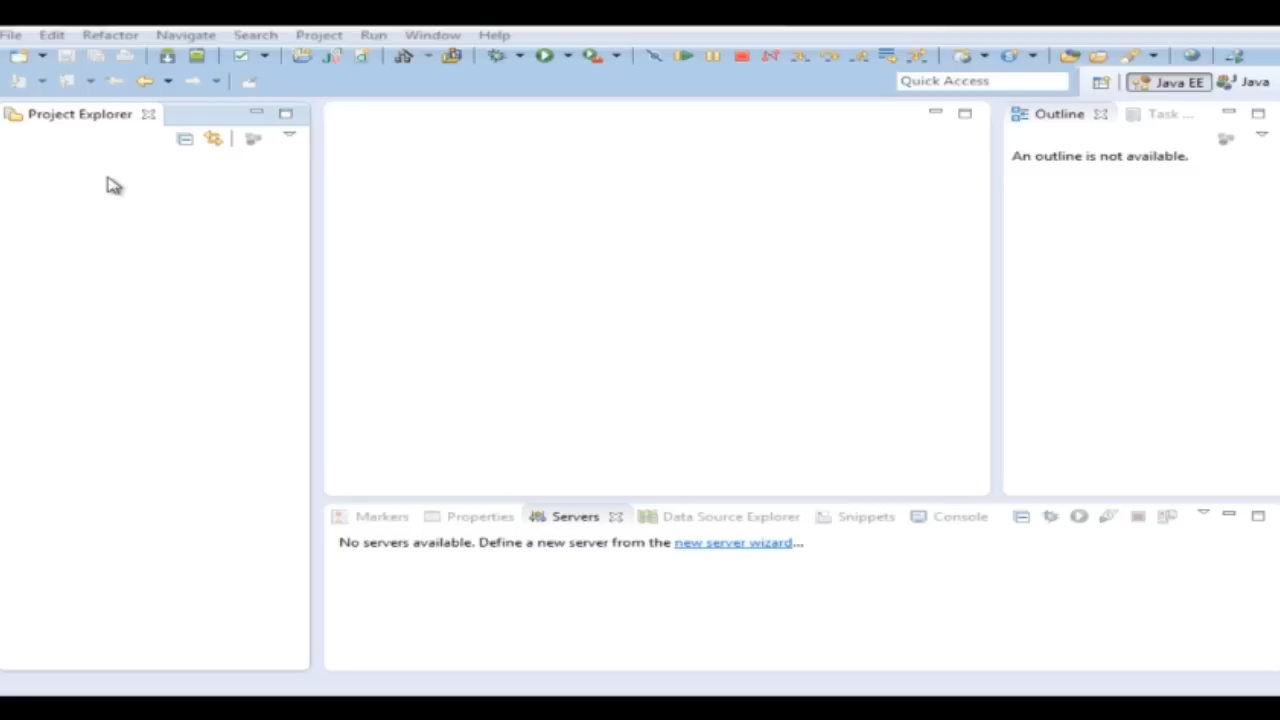 File Edit Refactor Navigate Search Project Run Window Help
Quick Access Java EE Java
Project Explorer
Outline Task ...
An outline is not available.
Markers Properties Servers Data Source Explorer Snippets Console
No servers available. Define a new server from the new server wizard...